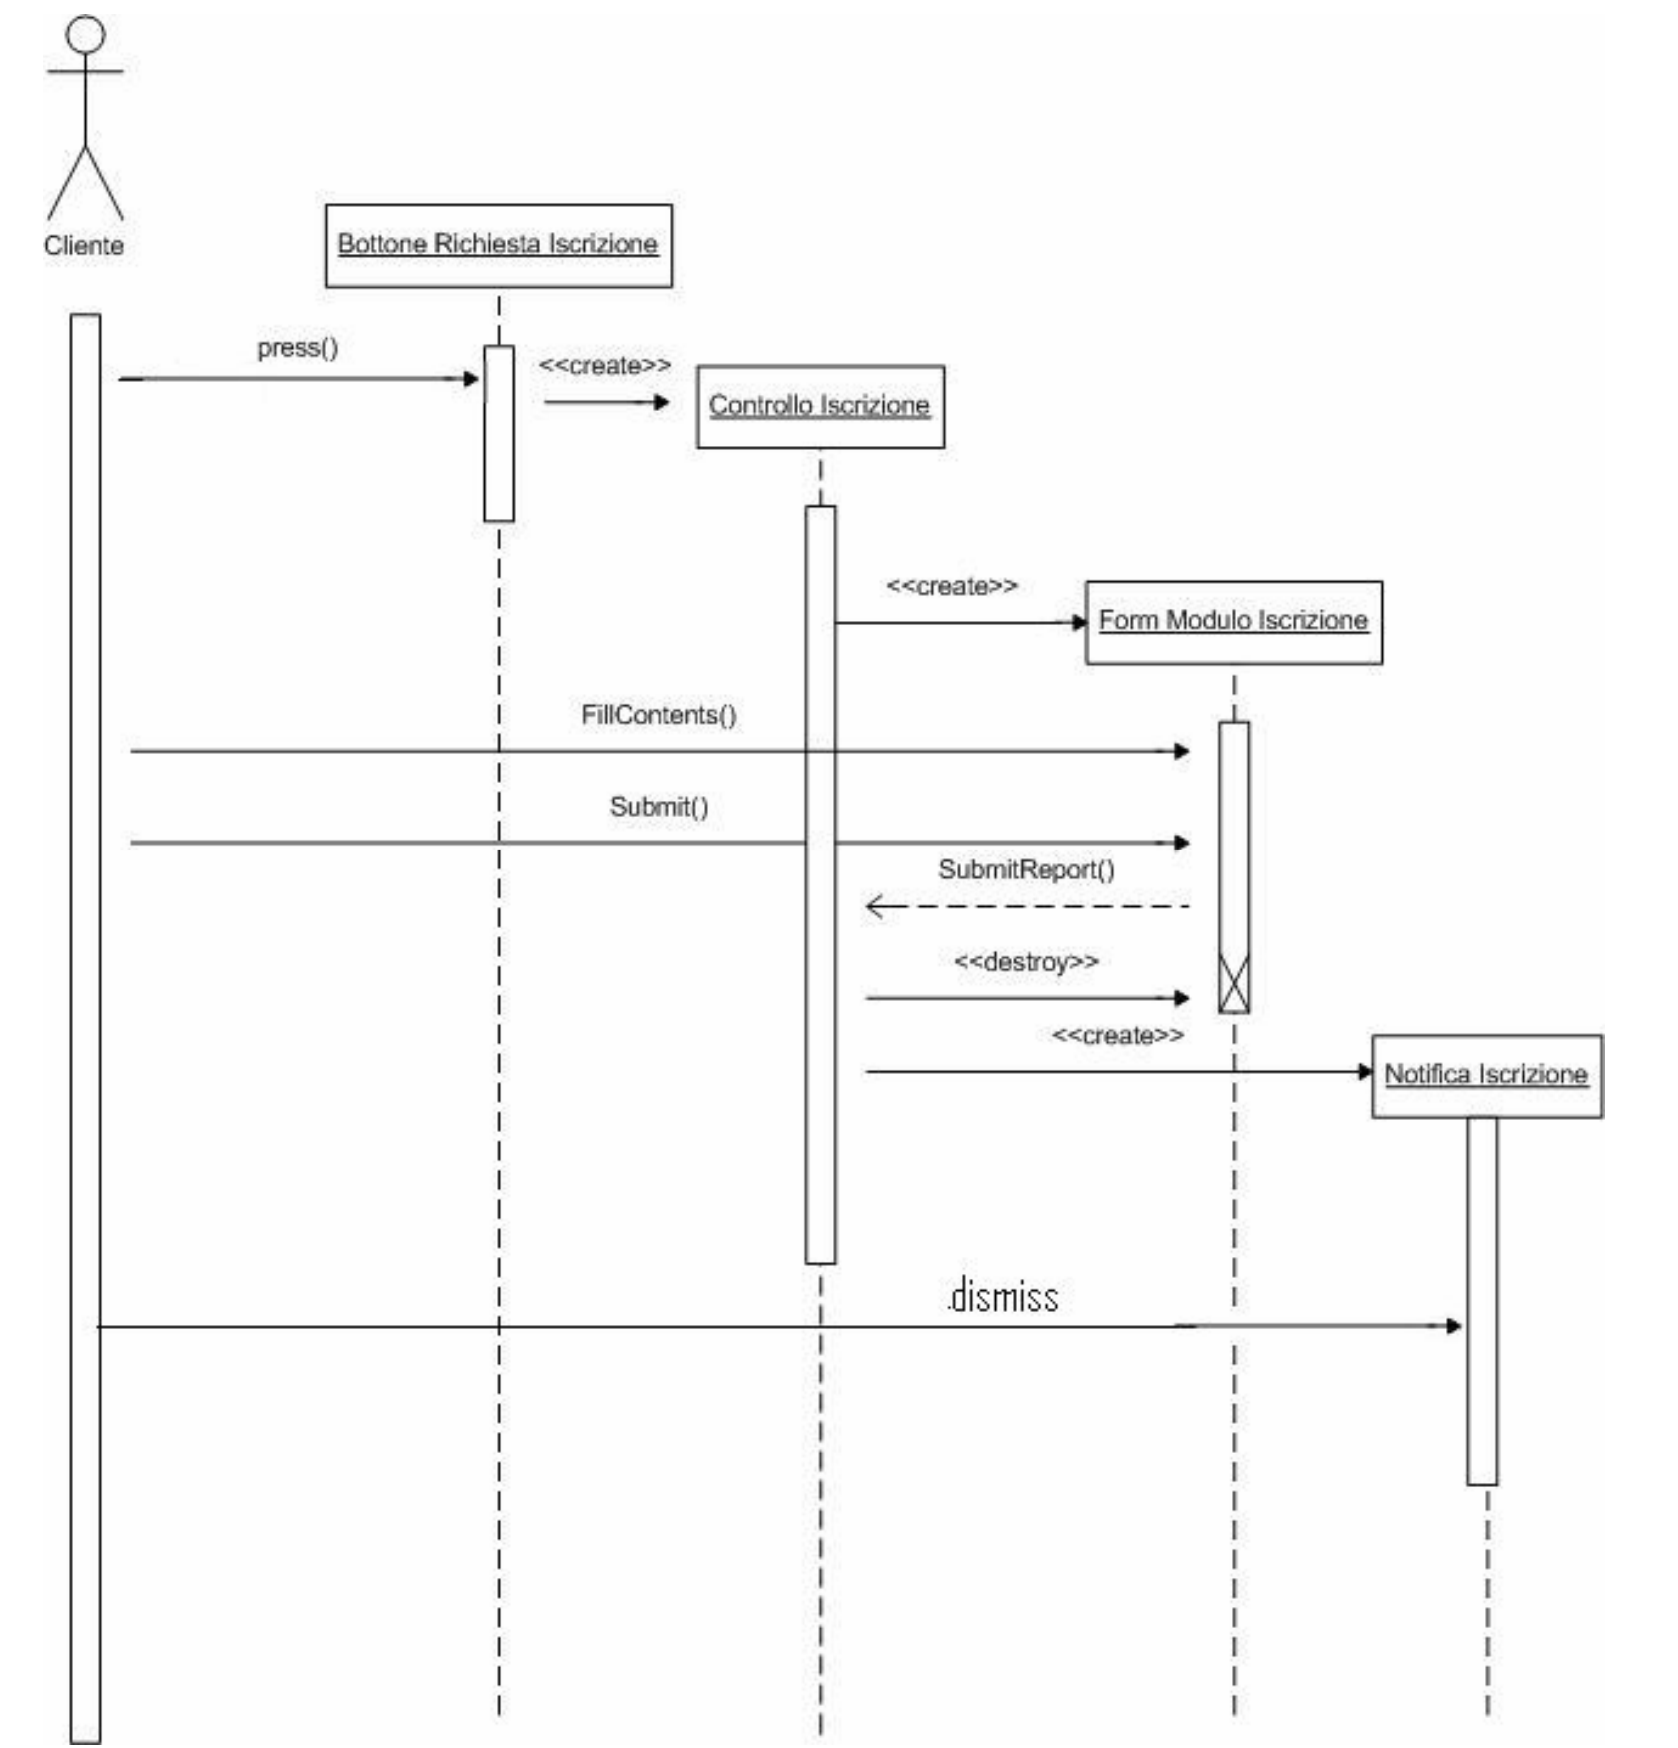 Cliente
Bottone Richiesta Iscrizione
press()
<<create>>
Controllo Iscrizione
<<create>>
Form Modulo Iscrizione
FillContents()
Submit()
SubmitReport()
<<destroy>>
<<create>>
Notifica Iscrizione
.dismiss